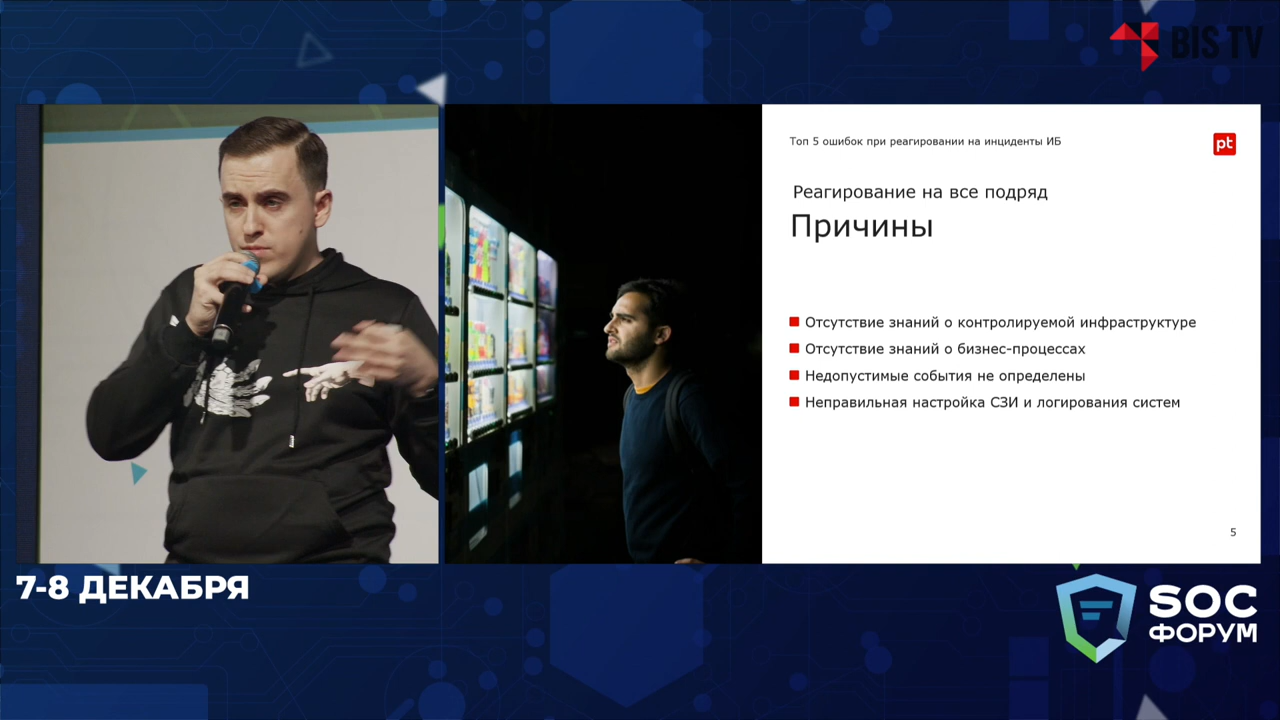 BIS TV
Топ 5 ошибок при реагировании на инциденты ИБ
pt
Реагирование на все подряд
Причины
Отсутствие знаний о контролируемой инфраструктуре
Отсутствие знаний о бизнес-процессах
Недопустимые события не определены
Неправильная настройка СЗИ и логирования систем
5
7-8 ДЕКАБРЯ
SOC
ФОРУМ